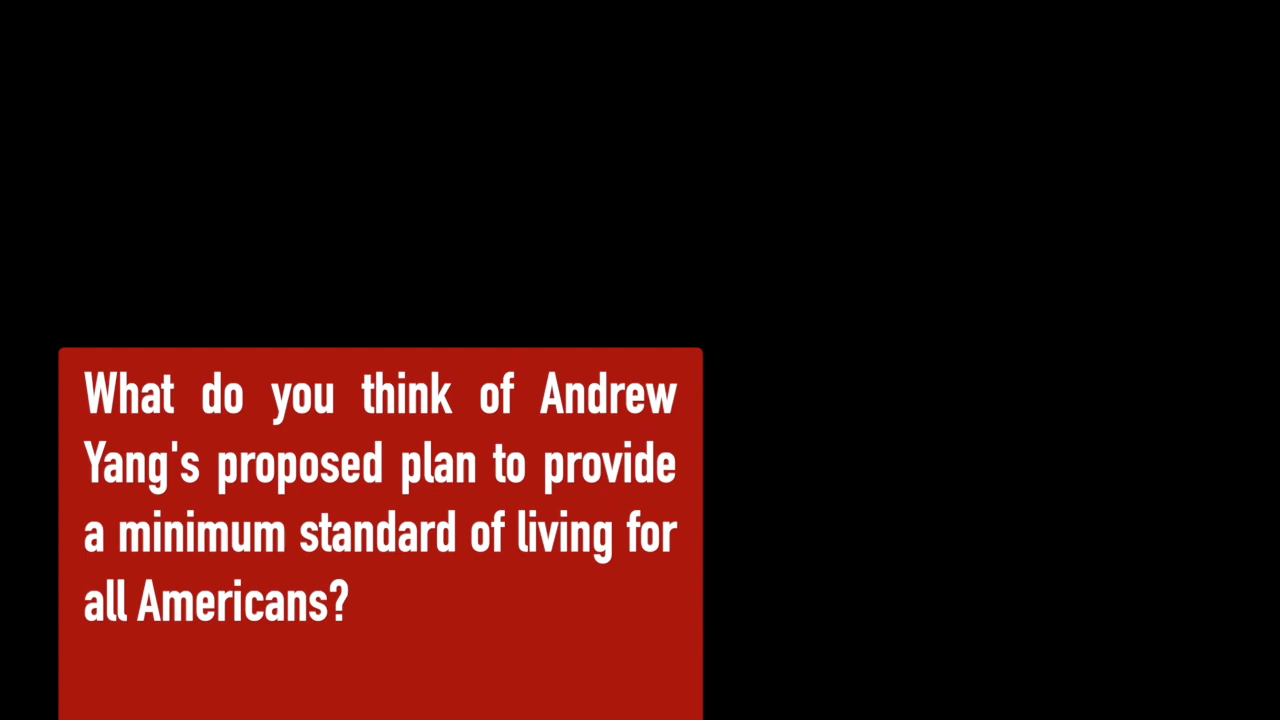 What do you think of Andrew
Yang's proposed plan to provide
a minimum standard of living for
all Americans?